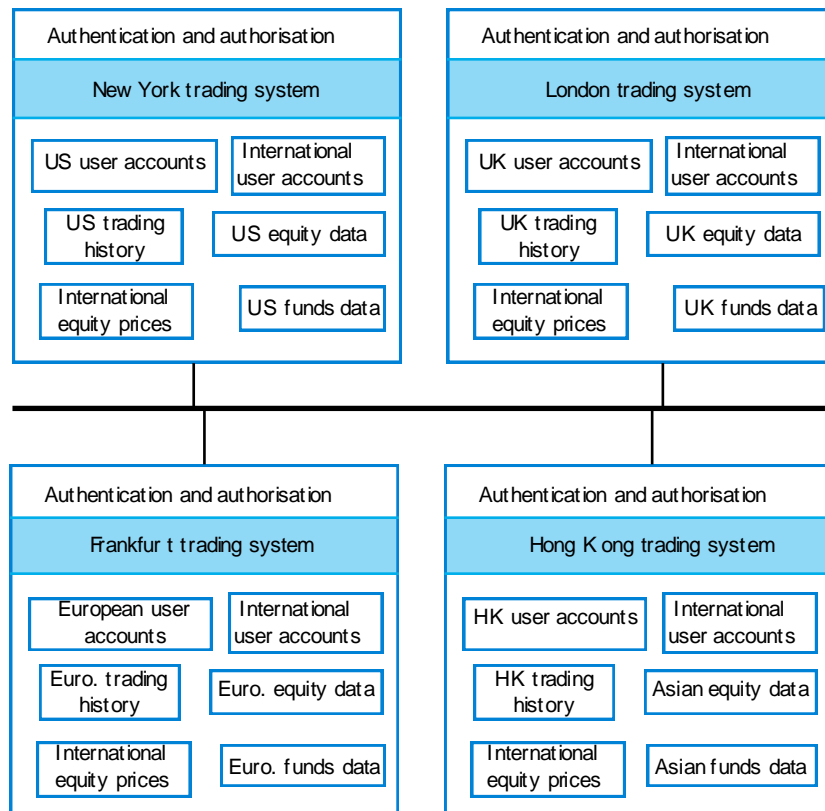 Authentication and authorisation
New York trading system
US user accounts
International
user accounts
US trading
history
US equity data
International
equity prices
US funds data
Authentication and authorisation
London trading system
UK user accounts
International
user accounts
UK trading
history
UK equity data
International
equity prices
UK funds data
Authentication and authorisation
Frankfurt trading system
European user
accounts
International
user accounts
Euro. trading
history
Euro. equity data
International
equity prices
Euro. funds data
Authentication and authorisation
Hong Kong trading system
HK user accounts
International
user accounts
HK trading
history
Asian equity data
International
equity prices
Asian funds data